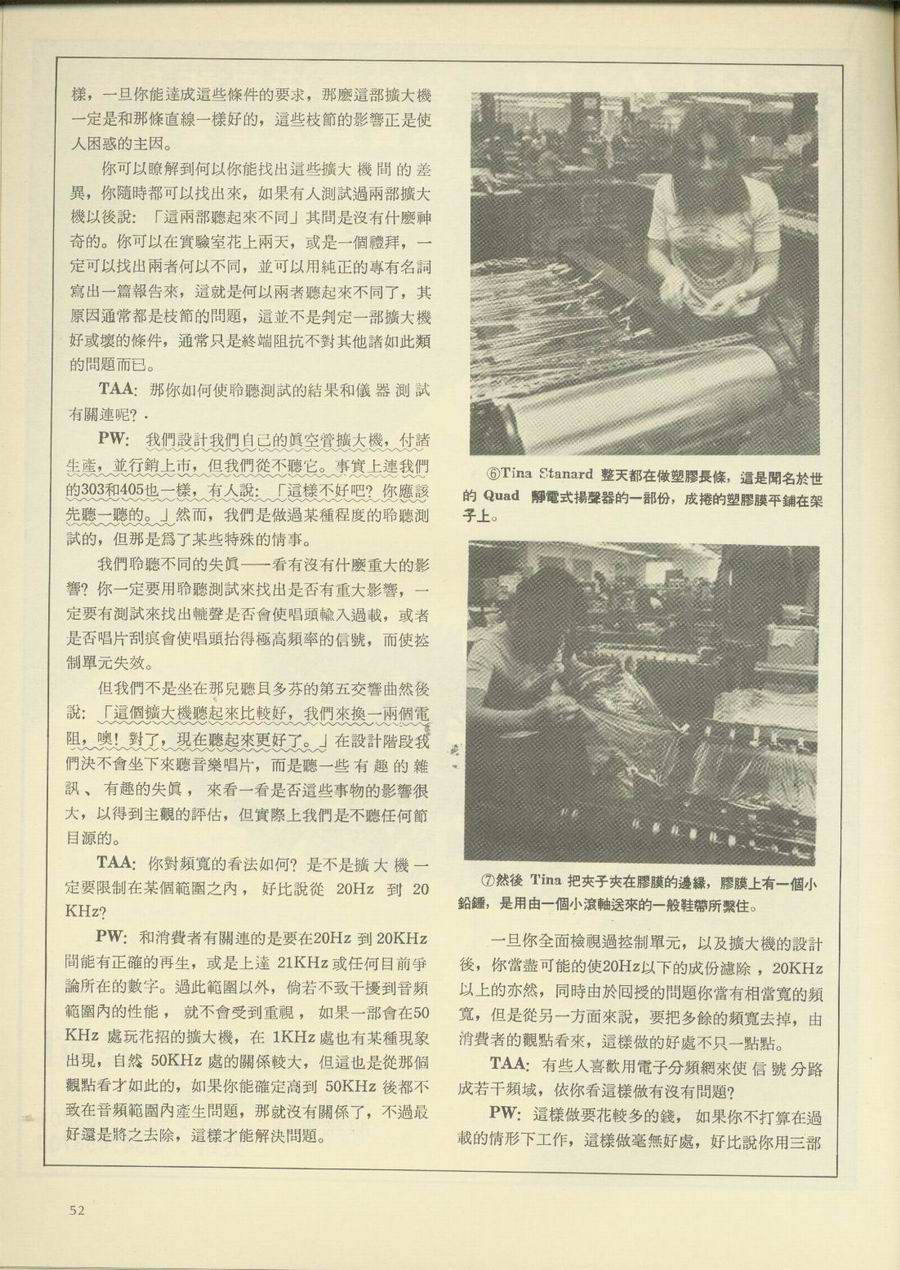 樣，一旦你能達成這些條件的要求，那麼這部擴大機
一定是和那條直線一樣好的，這些枝節的影響正是使
人困惑的主因。
你可以瞭解到何以你能找出這些擴大機間的差
異，你隨時都可以找出來，如果有人測試過兩部擴大
機以後說：「這兩部聽起來不同」其間是沒有什麼神
奇的。你可以在實驗室花上兩天，或是一個禮拜，一
定可以找出兩者何以不同，並可以用純正的專有名詞
寫出一篇報告來，這就是何以兩者聽起來不同了，其
原因通常都是枝節的問題，這並不是判定一部擴大機
好或壞的條件，通常只是終端阻抗不對其他諸如此類
的問題而已。
TAA：那你如何使聆聽測試的結果和儀器測試
有關連呢？
PW：我們設計我們自己的眞空管擴大機，付諸
生產，並行銷上市，但我們從不聽它。事實上連我們
的303和405也一樣，有人說：「這樣不好吧？你應該
先聽一聽的。」然而，我們是做過某種程度的聆聽測
試的，但那是爲了某些特殊的情事。
我們聆聽不同的失眞——看有沒有什麼重大的影
響？你一定要用聆聽測試來找出是否有重大影響，一
定要有測試來找出轆聲是否會使唱頭輸入過載，或者
是否唱片刮痕會使唱頭抬得極高頻率的信號，而使控
制單元失效。
但我們不是坐在那兒聽貝多芬的第五交響曲然後
說：「這個擴大機聽起來比較好，我們來換一兩個電
阻，噢！對了，現在聽起來更好了。」在設計階段我
們決不會坐下來聽音樂唱片，而是聽一些有趣的雜
訊、有趣的失眞，來看一看是否這些事物的影響很
大，以得到主觀的評估，但實際上我們是不聽任何節
目源的。
TAA：你對頻寬的看法如何？是不是擴大機一
定要限制在某個範圍之內，好比說從 20Hz 到 20
KHz？
PW：和消費者有關連的是要在20Hz 到 20KHz
間能有正確的再生，或是上達 21KHz 或任何目前爭
論所在的數字。過此範圍以外，倘若不致干擾到音頻
範圍內的性能，就不會受到重視，如果一部會在50
KHz 處玩花招的擴大機，在 1KHz 處也有某種現象
出現，自然 50KHz 處的關係較大，但這也是從那個
觀點看才如此的，如果你能確定高到 50KHz 後都不
致在音頻範圍內產生問題，那就沒有關係了，不過最
好還是將之去除，這樣才能解決問題。
⑥Tina Stanard 整天都在做塑膠長條，這是聞名於世
的 Quad 靜電式揚聲器的一部份，成捲的塑膠膜平鋪在架
子上。
⑦然後 Tina 把夾子夾在膠膜的邊緣，膠膜上有一個小
鉛錘，是用由一個小滾軸送來的一般鞋帶所繫住。
一旦你全面檢視過控制單元，以及擴大機的設計
後，你當盡可能的使20Hz以下的成份濾除，20KHz
以上的亦然，同時由於回授的問題你當有相當寬的頻
寬，但是從另一方面來說，要把多餘的頻寬去掉，由
消費者的觀點看來，這樣做的好處不只一點點。
TAA：有些人喜歡用電子分頻網來使信號分路
成若干頻域，依你看這樣做有沒有問題？
PW：這樣做要花較多的錢，如果你不打算在過
載的情形下工作，這樣做毫無好處，好比說你用三部
52